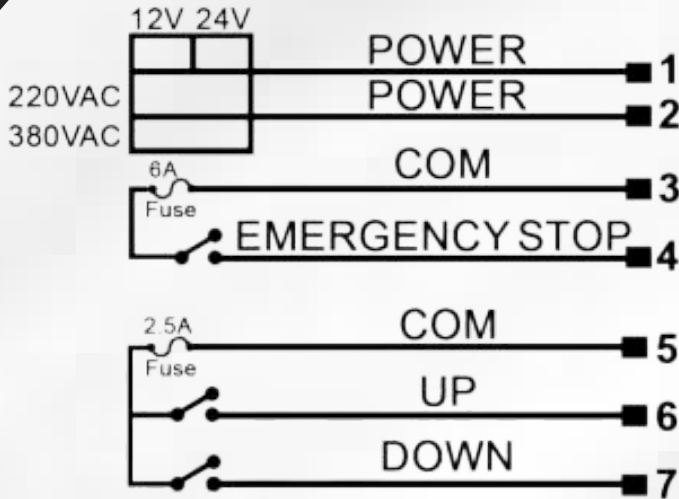 12V 24V
POWER 1
220VAC POWER 2
380VAC
6A COM 3
Fuse
EMERGENCY STOP 4
2.5A COM 5
Fuse
UP 6
DOWN 7